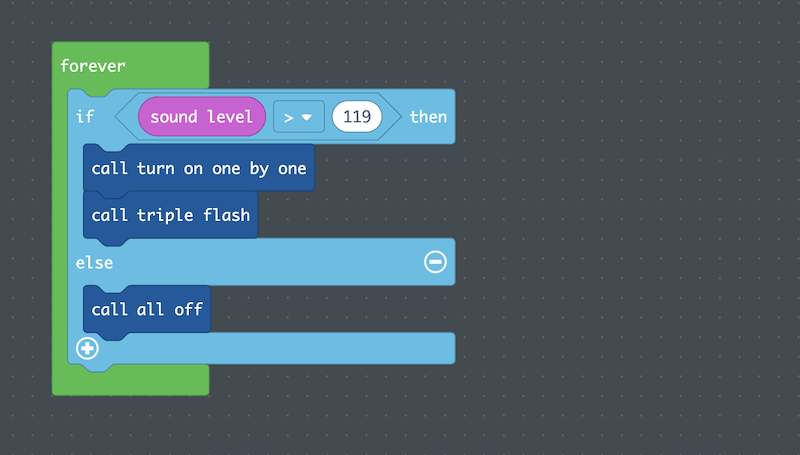 forever
if sound level > 119 then
call turn on one by one
call triple flash
else
call all off